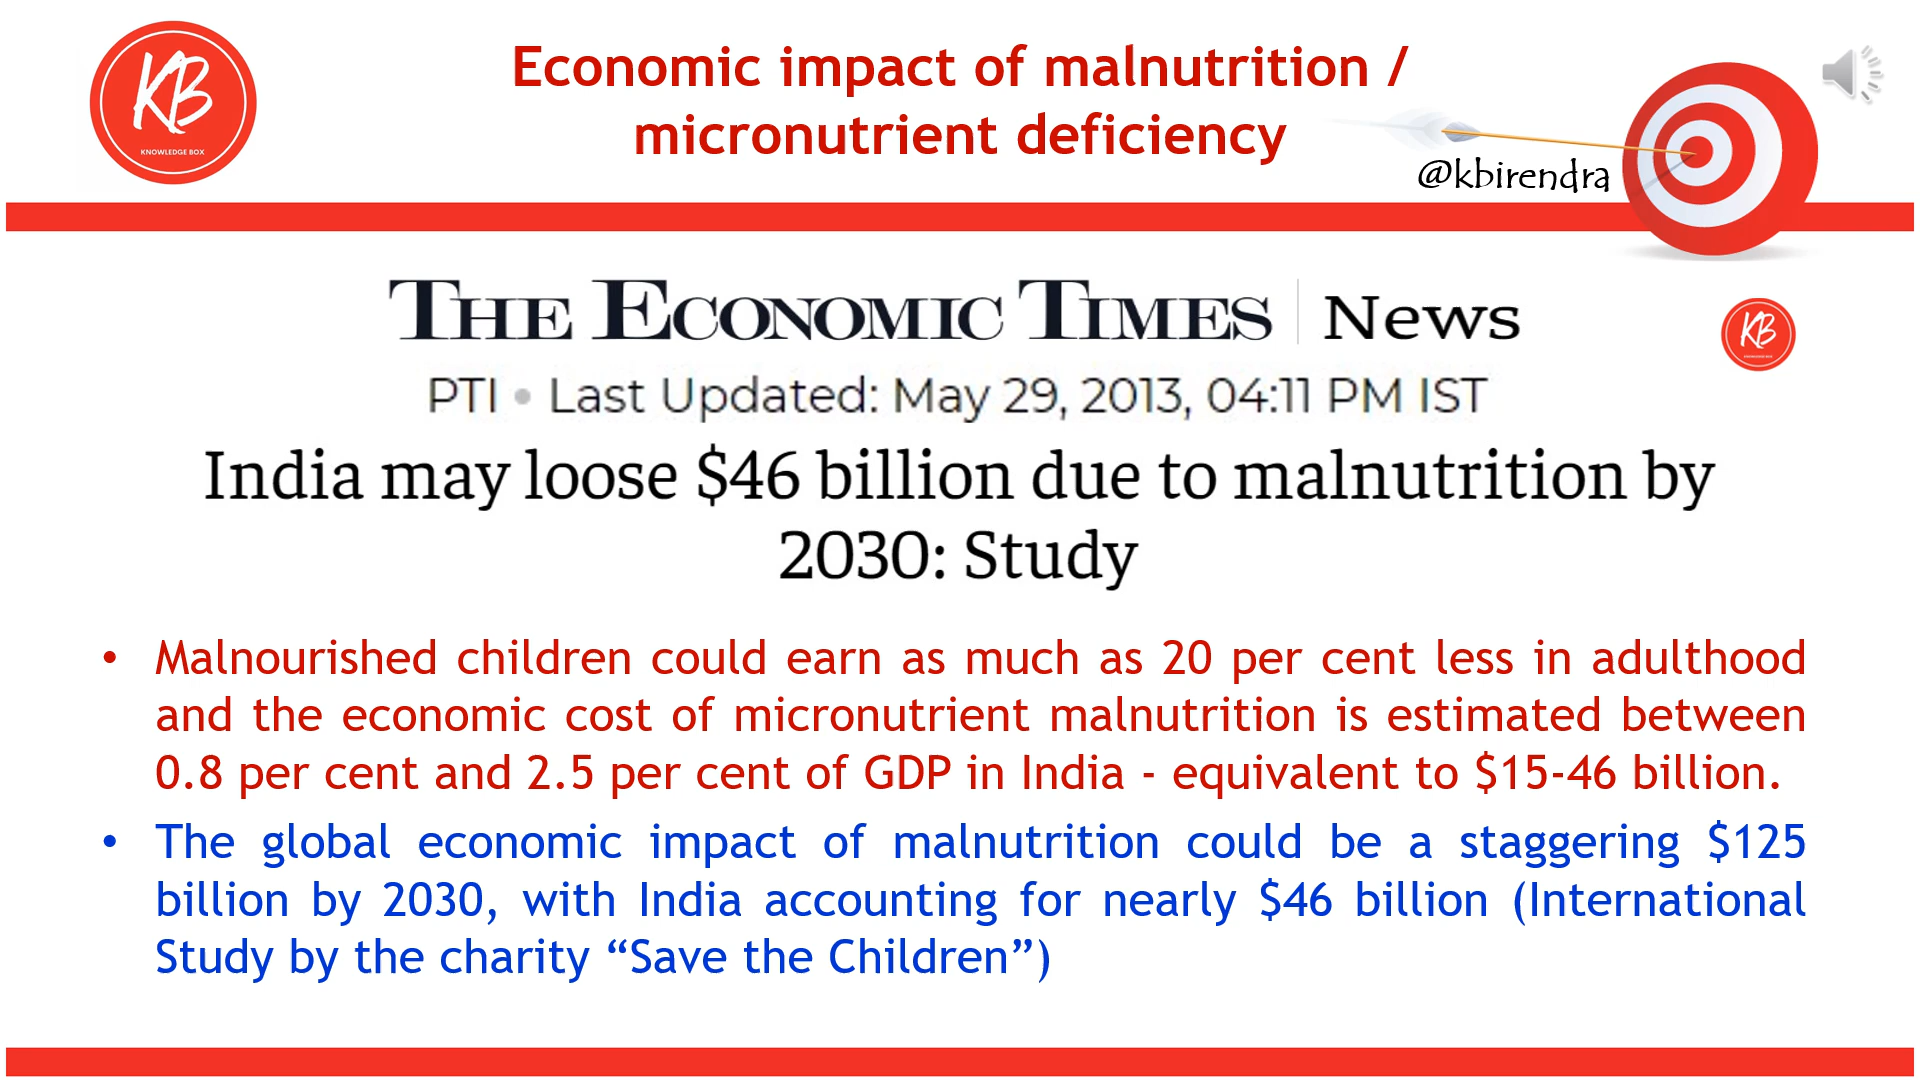 KB
KNOWLEDGE BOX
Economic impact of malnutrition /
micronutrient deficiency
@kbirendra
THE ECONOMIC TIMES | News
KB
PTI • Last Updated: May 29, 2013, 04:11 PM IST
India may loose $46 billion due to malnutrition by
2030: Study
• Malnourished children could earn as much as 20 per cent less in adulthood
and the economic cost of micronutrient malnutrition is estimated between
0.8 per cent and 2.5 per cent of GDP in India - equivalent to $15-46 billion.
• The global economic impact of malnutrition could be a staggering $125
billion by 2030, with India accounting for nearly $46 billion (International
Study by the charity “Save the Children”)